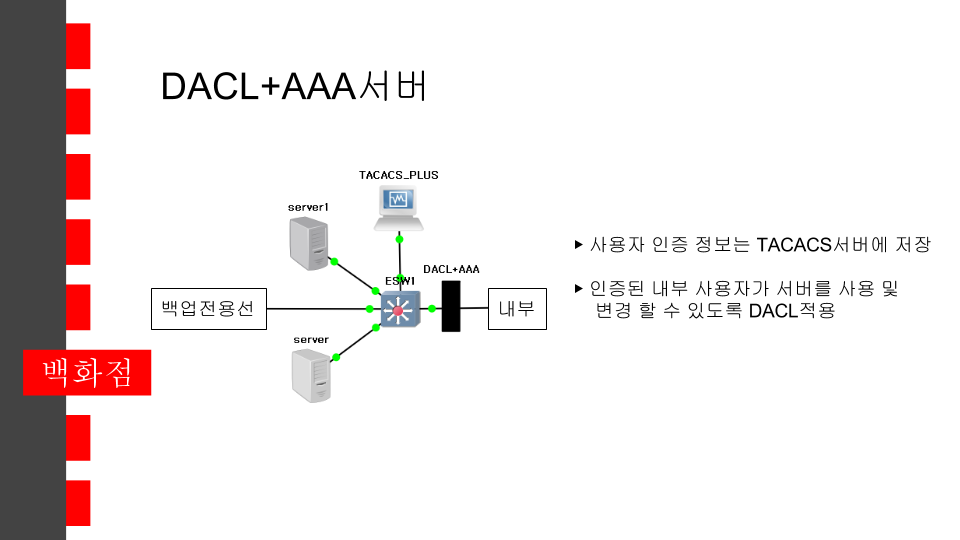 DACL+AAA서버
TACACS_PLUS
server1
DACL+AAA
ESW1
백업전용선
내부
server
▶ 사용자 인증 정보는 TACACS서버에 저장
▶ 인증된 내부 사용자가 서버를 사용 및
변경 할 수 있도록 DACL적용
백화점